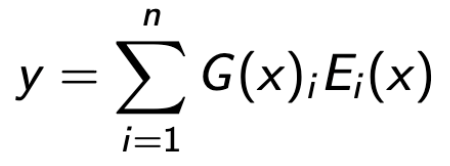 y = \sum_{i=1}^{n} G(x)_i E_i(x)